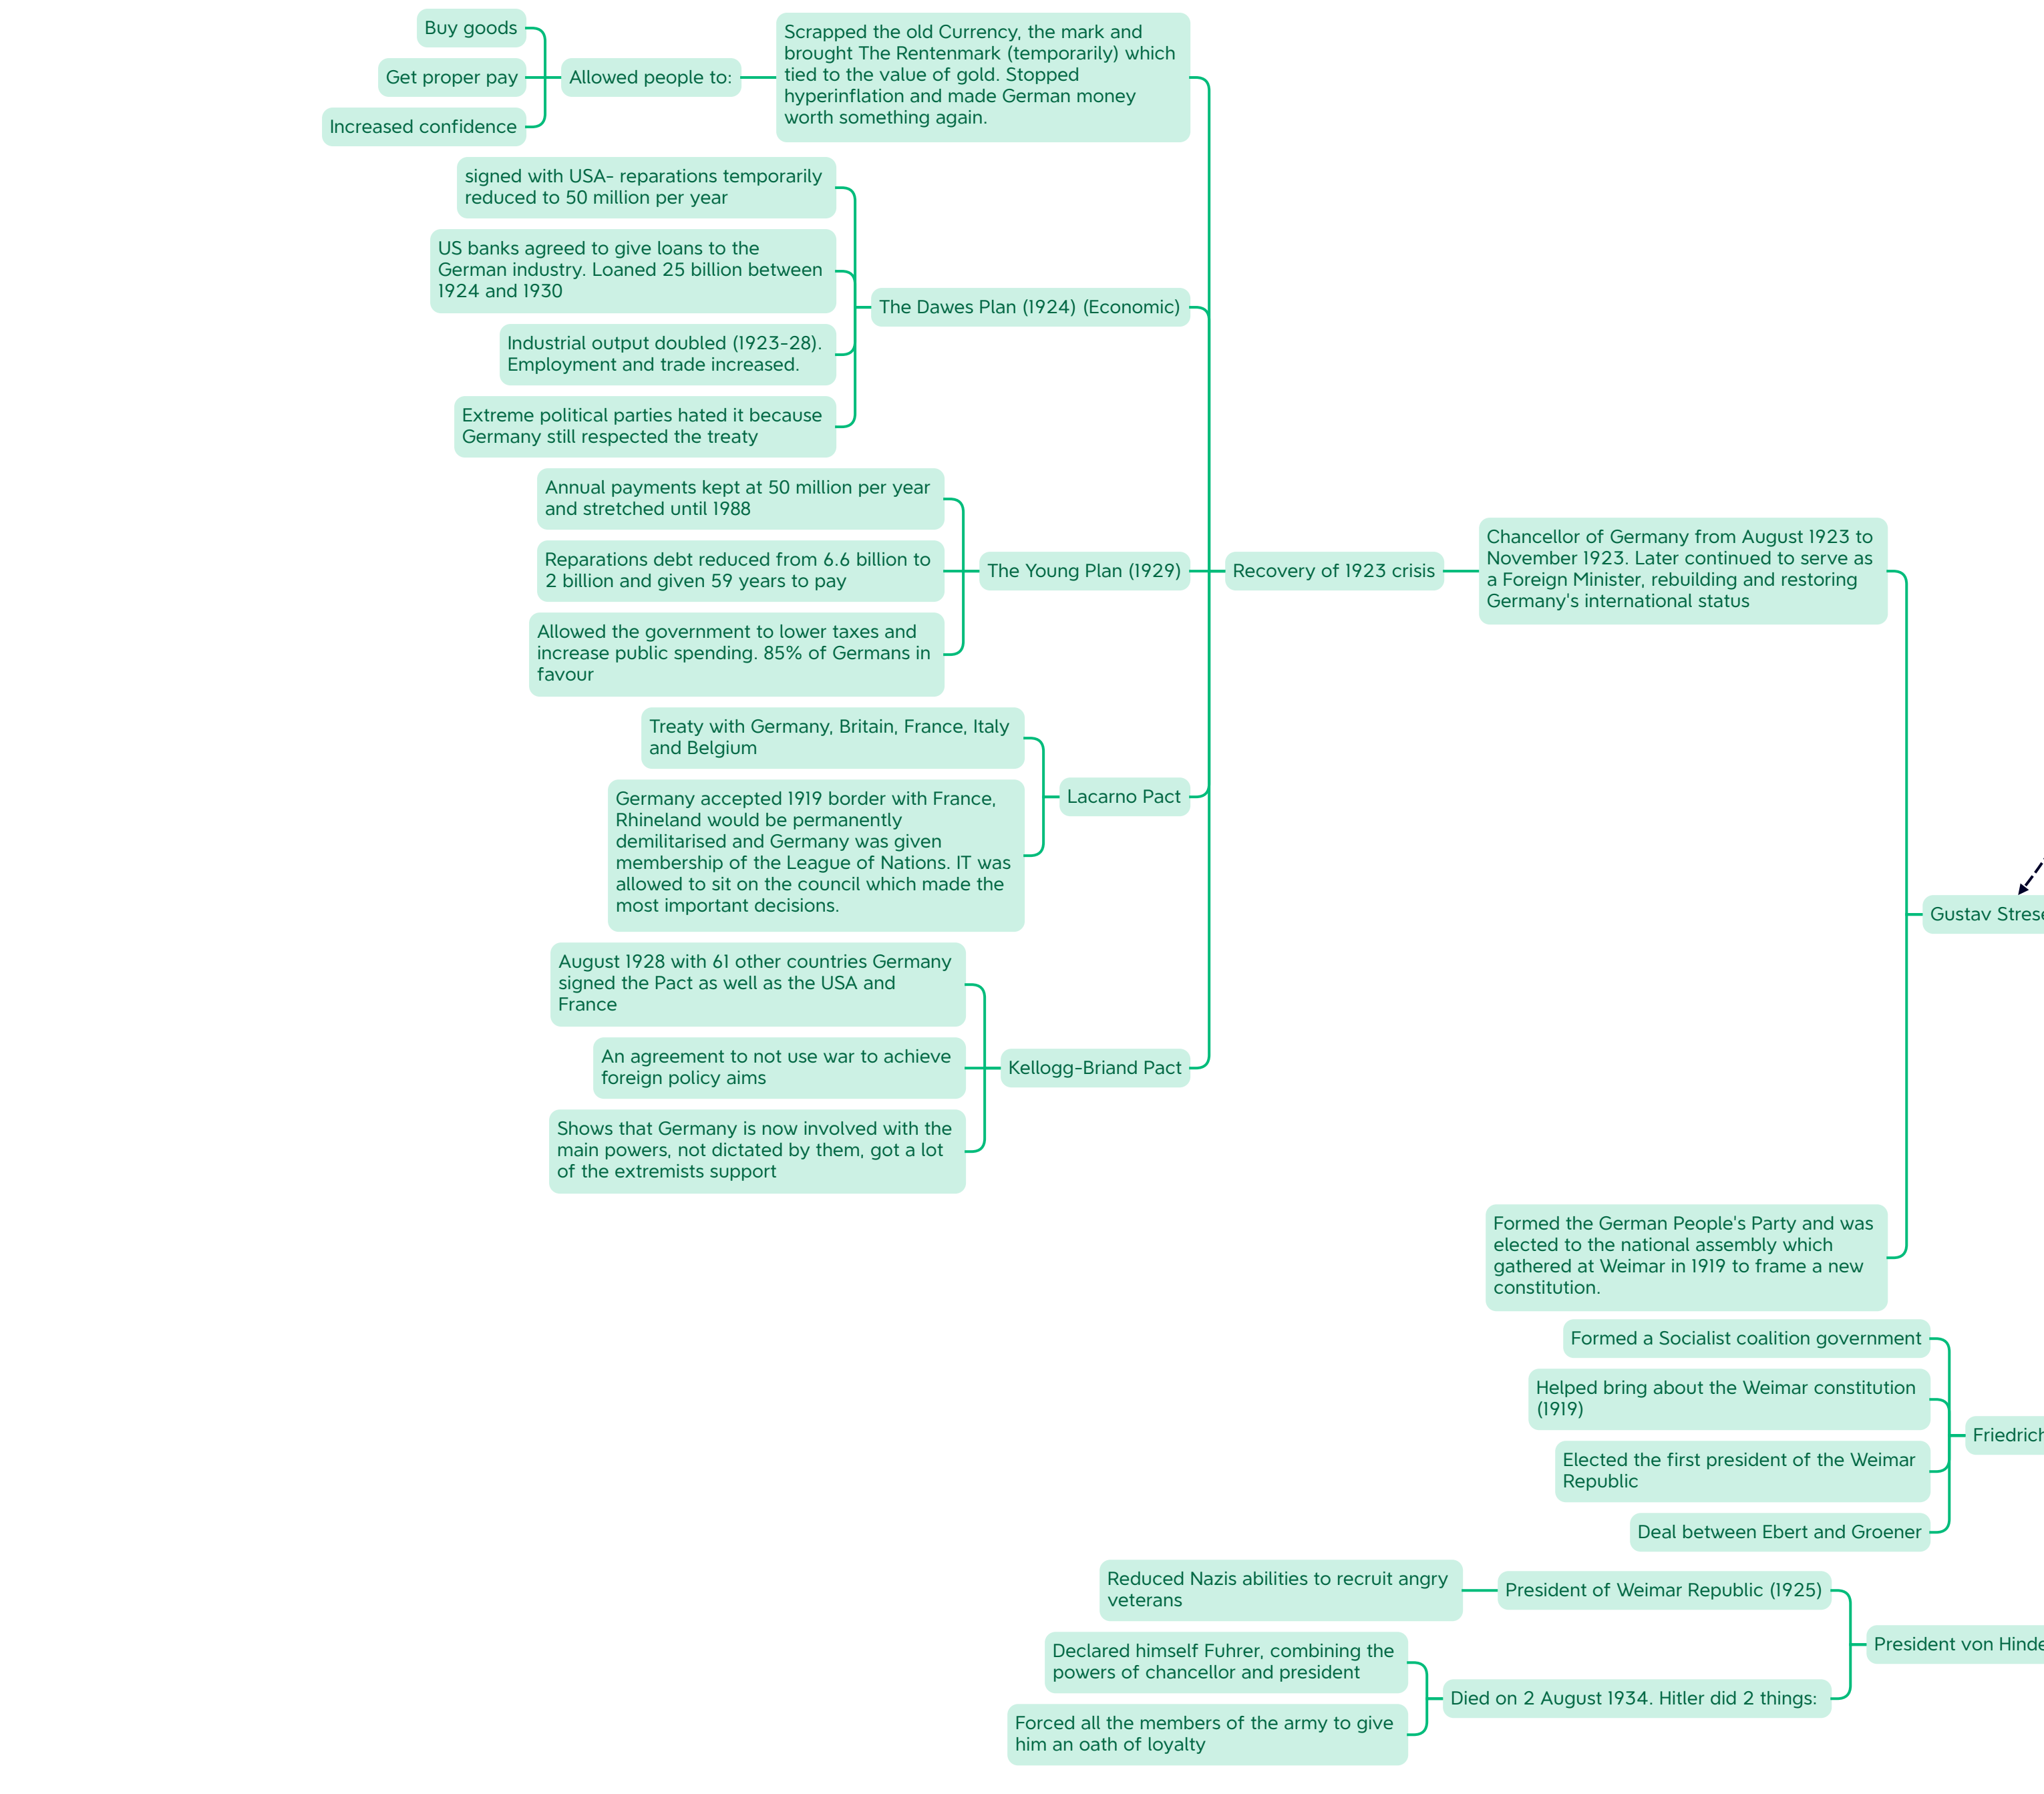 Buy goods
Get proper pay
Increased confidence
Allowed people to:
Scrapped the old Currency, the mark and
brought The Rentenmark (temporarily) which
tied to the value of gold. Stopped
hyperinflation and made German money
worth something again.
signed with USA- reparations temporarily
reduced to 50 million per year
US banks agreed to give loans to the
German industry. Loaned 25 billion between
1924 and 1930
Industrial output doubled (1923-28).
Employment and trade increased.
Extreme political parties hated it because
Germany still respected the treaty
The Dawes Plan (1924) (Economic)
Annual payments kept at 50 million per year
and stretched until 1988
Reparations debt reduced from 6.6 billion to
2 billion and given 59 years to pay
Allowed the government to lower taxes and
increase public spending. 85% of Germans in
favour
The Young Plan (1929)
Recovery of 1923 crisis
Chancellor of Germany from August 1923 to
November 1923. Later continued to serve as
a Foreign Minister, rebuilding and restoring
Germany's international status
Treaty with Germany, Britain, France, Italy
and Belgium
Germany accepted 1919 border with France,
Rhineland would be permanently
demilitarised and Germany was given
membership of the League of Nations. IT was
allowed to sit on the council which made the
most important decisions.
Lacarno Pact
Gustav Strese
August 1928 with 61 other countries Germany
signed the Pact as well as the USA and
France
An agreement to not use war to achieve
foreign policy aims
Shows that Germany is now involved with the
main powers, not dictated by them, got a lot
of the extremists support
Kellogg-Briand Pact
Formed the German People's Party and was
elected to the national assembly which
gathered at Weimar in 1919 to frame a new
constitution.
Formed a Socialist coalition government
Helped bring about the Weimar constitution
(1919)
Elected the first president of the Weimar
Republic
Deal between Ebert and Groener
Friedrich
Reduced Nazis abilities to recruit angry
veterans
President of Weimar Republic (1925)
Declared himself Fuhrer, combining the
powers of chancellor and president
Forced all the members of the army to give
him an oath of loyalty
Died on 2 August 1934. Hitler did 2 things:
President von Hinde